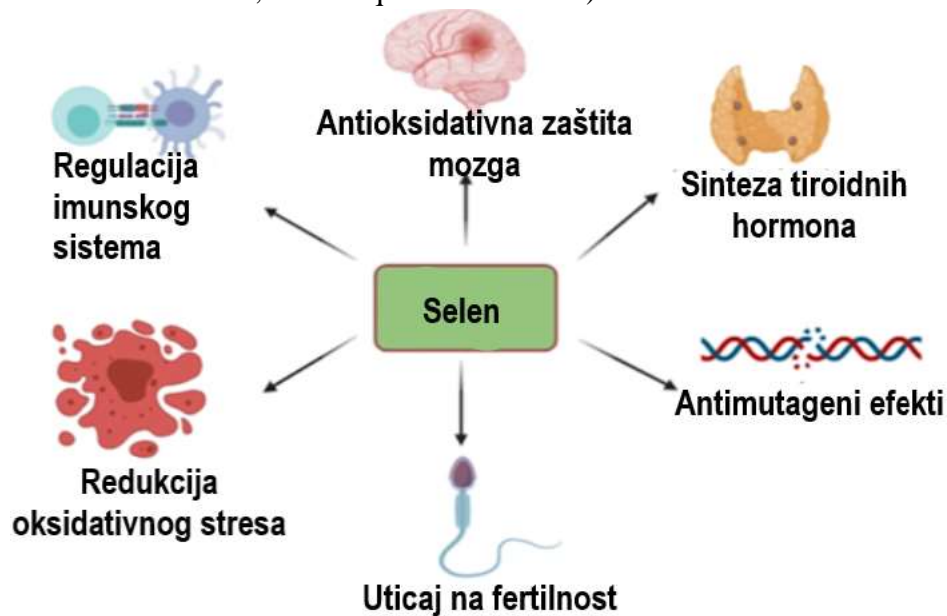 Antioksidativna zaštita
mozga
Regulacija
imunskog
sistema
Sinteza tiroidnih
hormona
Selen
Antimutageni efekti
Redukcija
oksidativnog stresa
Uticaj na fertilnost